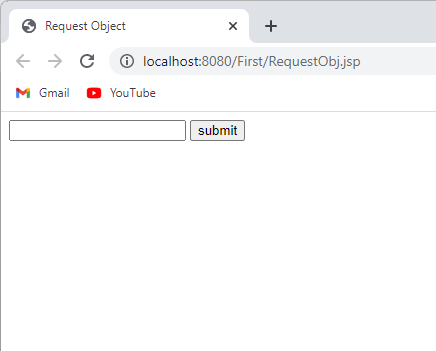 Request Object
localhost:8080/First/RequestObj.jsp
Gmail YouTube
submit